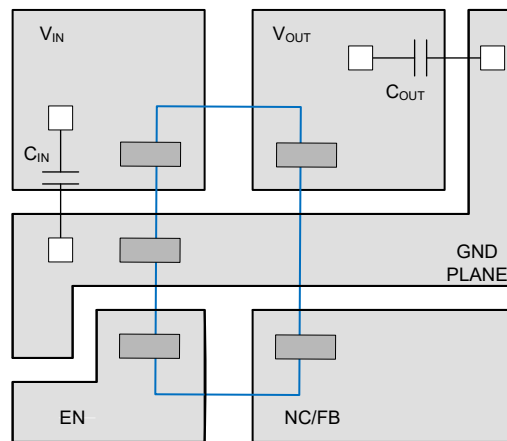 VIN
VOUT
COUT
CIN
GND
PLANE
EN
NC/FB